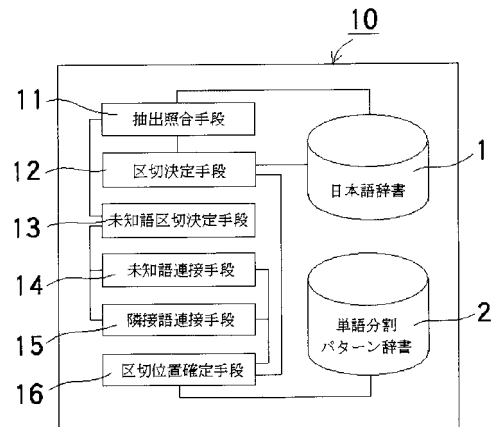 10
11
抽出照合手段
12
区切決定手段
13
未知語区切決定手段
14
未知語連接手段
15
隣接語連接手段
16
区切位置確定手段
1
日本語辞書
2
単語分割
パターン辞書